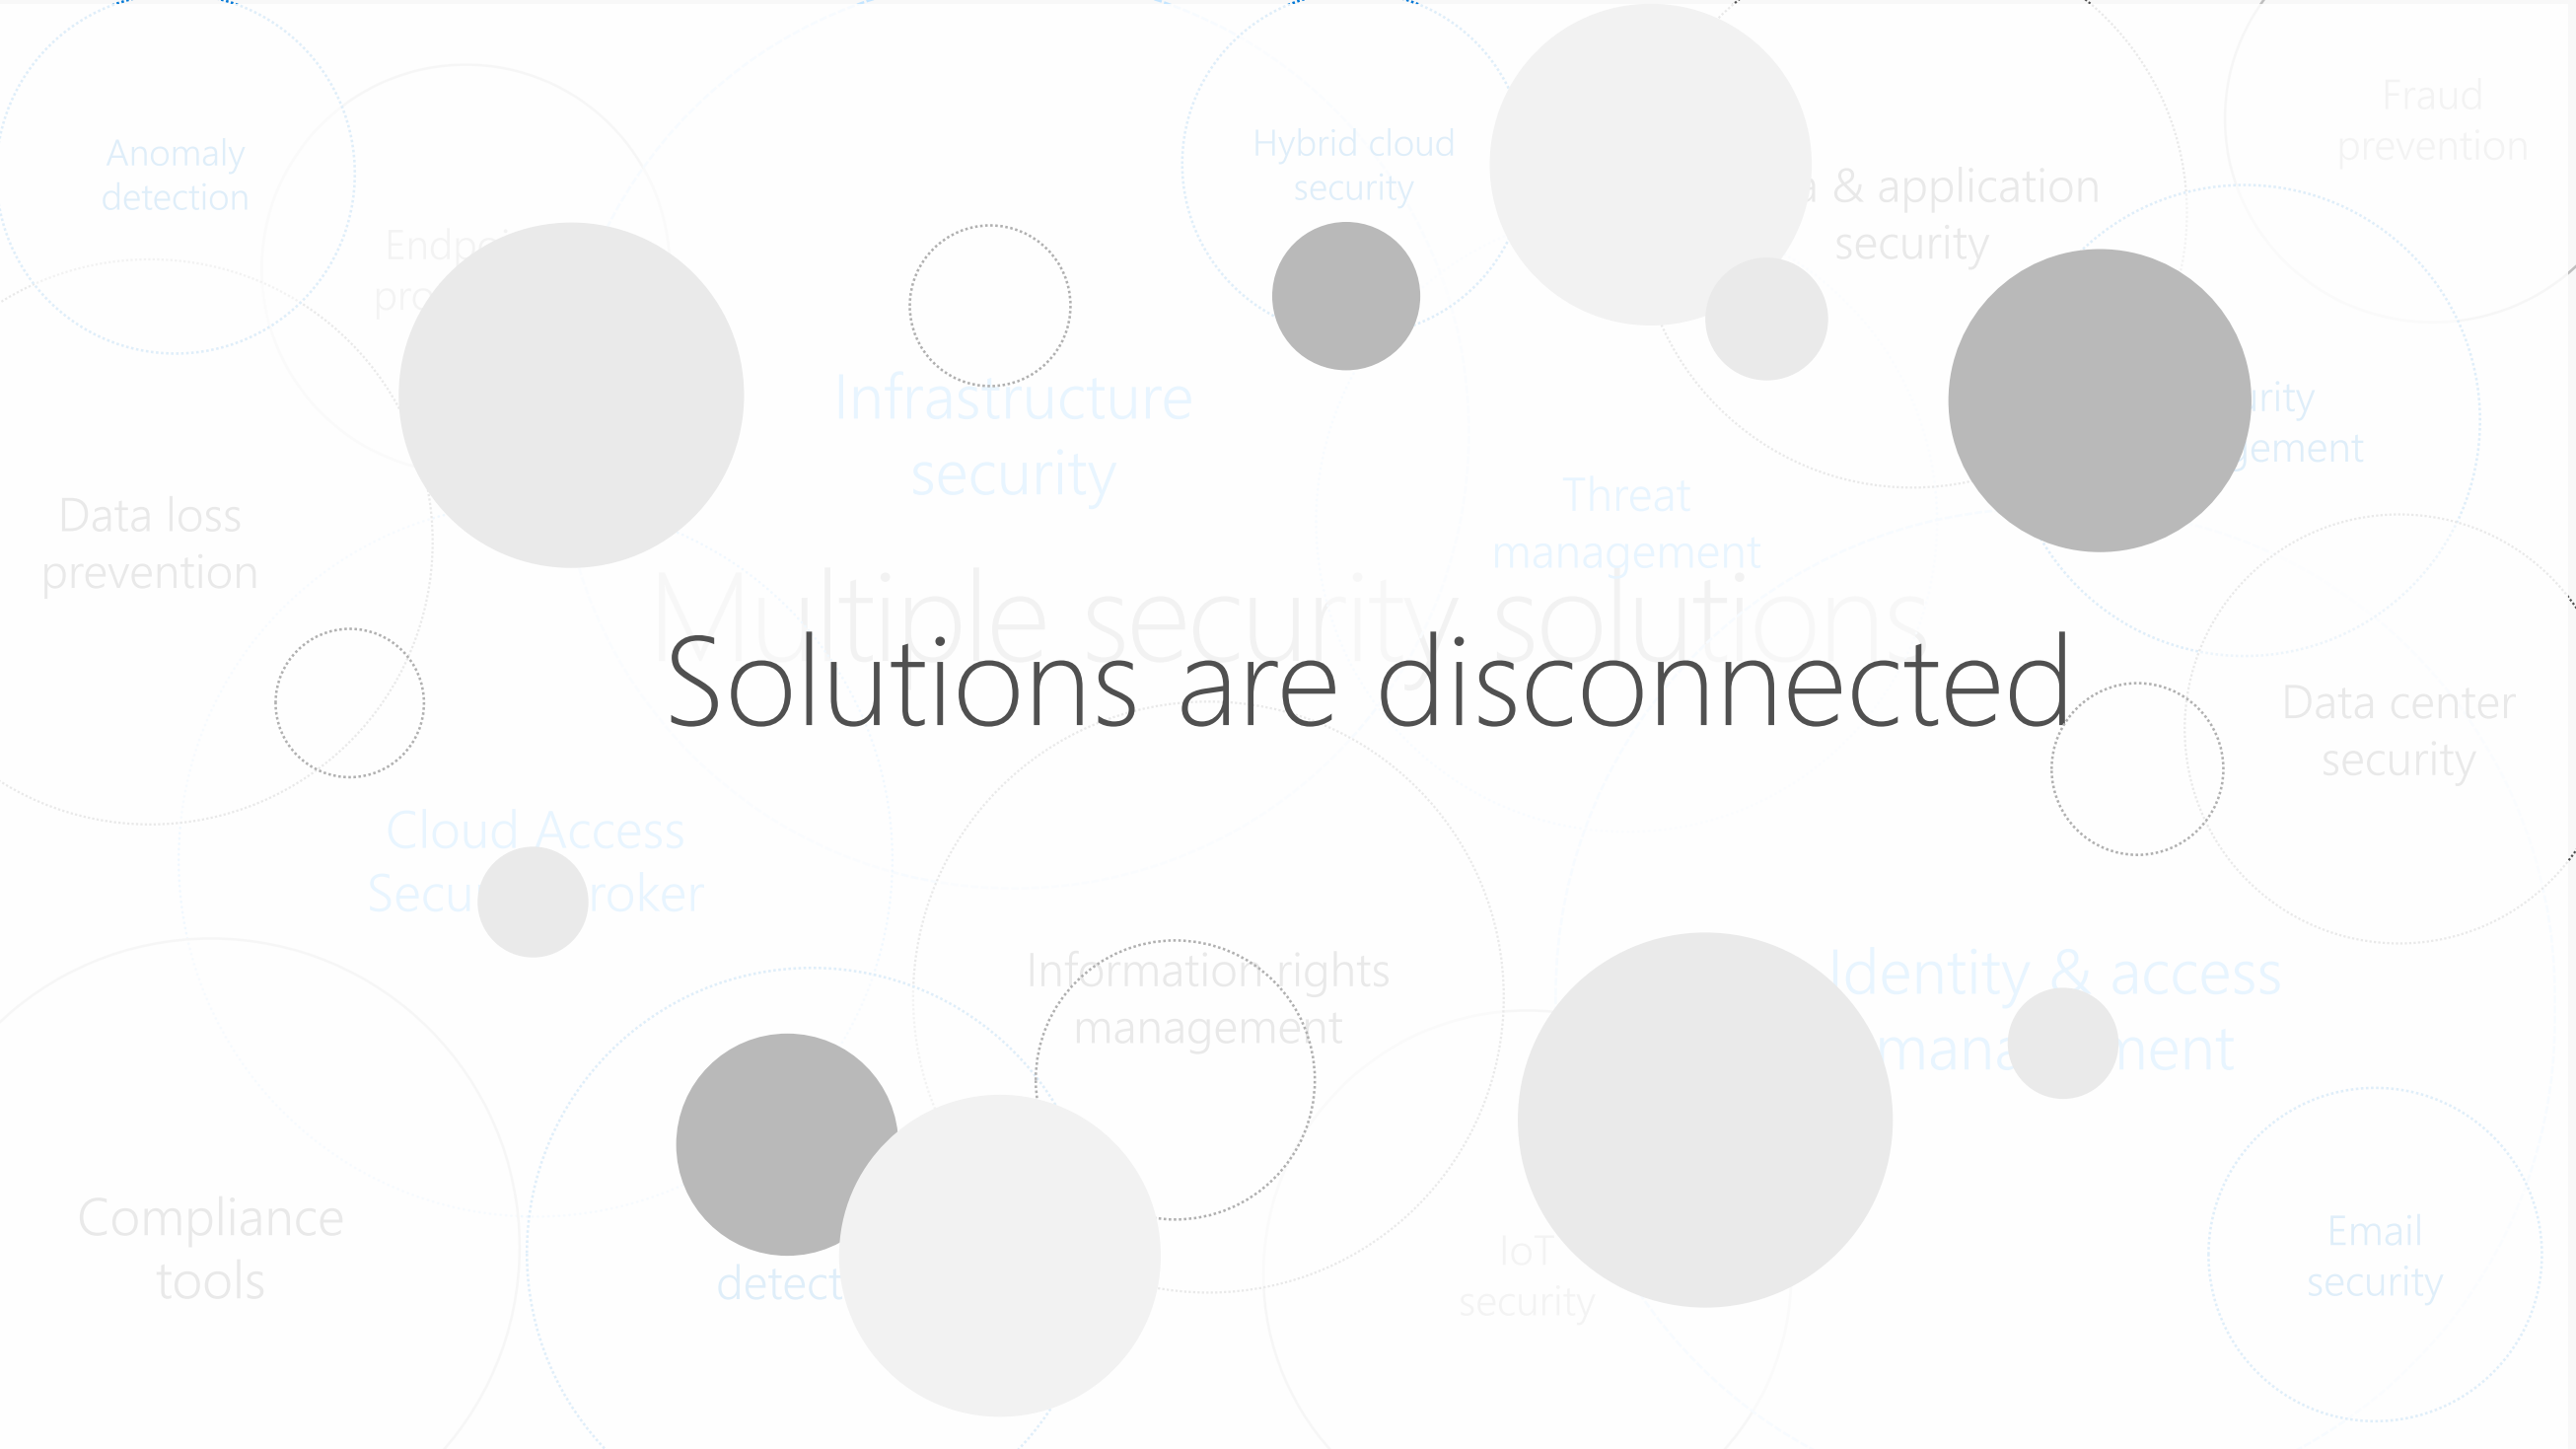 Anomaly
detection
Hybrid cloud
security
Fraud
prevention
& application
security
Infrastructure
security
Data loss
prevention
Threat
management
Multiple security solutions
Solutions are disconnected
Data center
security
Cloud Access
Information rights
management
Identity & access
Compliance
tools
IoT
security
Email
security